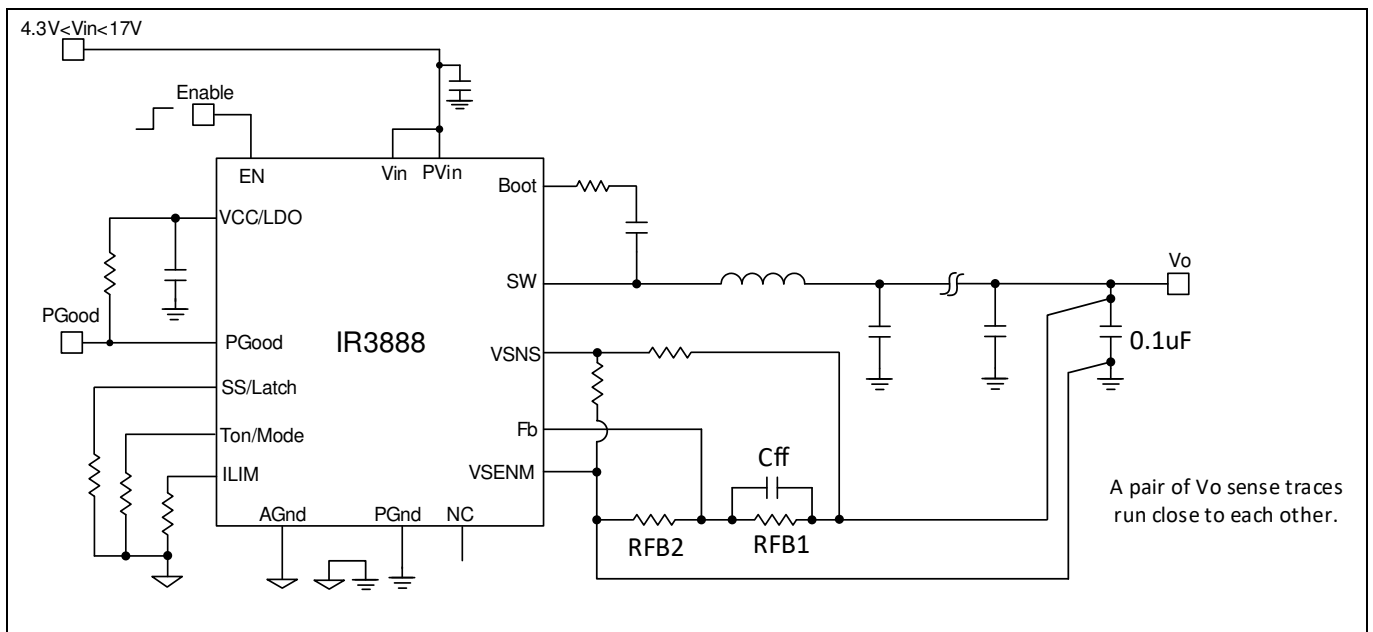 4.3V<Vin<17V
Enable
EN
Vin
PVin
Boot
VCC/LDO
SW
Vo
PGood
PGood
IR3888
VSNS
0.1uF
SS/Latch
Ton/Mode
Fb
ILIM
VSENM
Cff
A pair of Vo sense traces
run close to each other.
AGnd
PGnd
NC
RFB2
RFB1